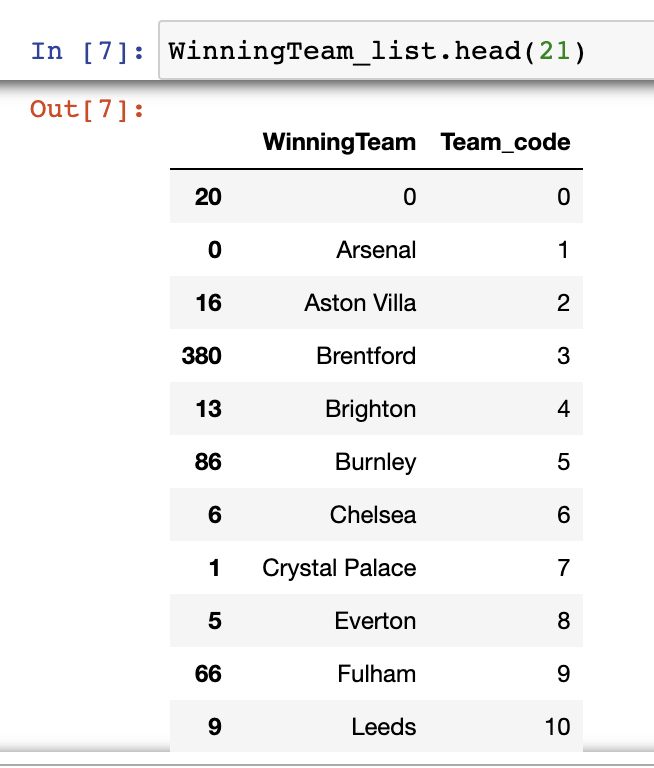 In [7]: WinningTeam_list.head(21)
Out[7]:
WinningTeam Team_code
20 0 0
0 Arsenal 1
16 Aston Villa 2
380 Brentford 3
13 Brighton 4
86 Burnley 5
6 Chelsea 6
1 Crystal Palace 7
5 Everton 8
66 Fulham 9
9 Leeds 10